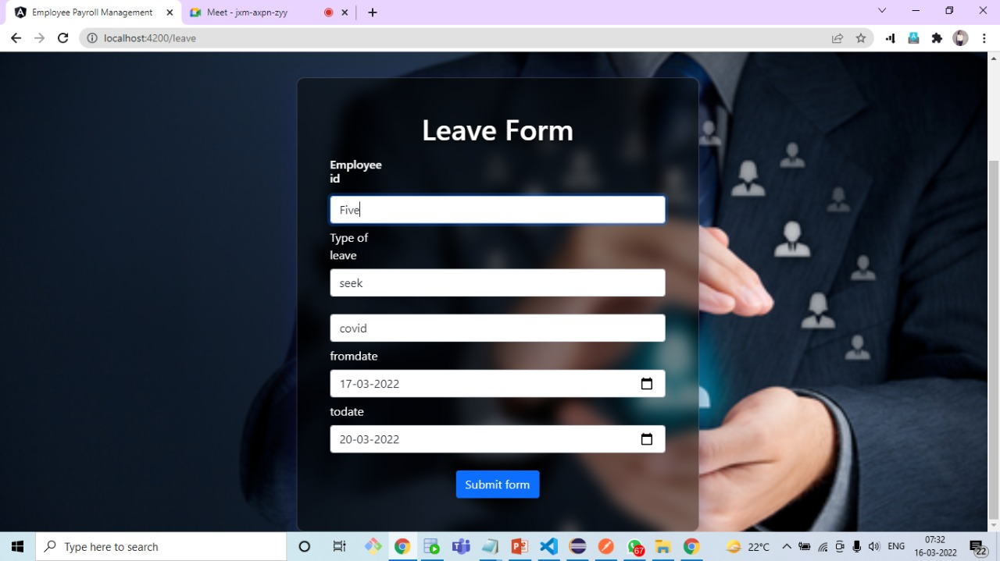 Employee Payroll Management
Meet - jxm-axpn-zyy
localhost:4200/leave
Leave Form
Employee
id
Five
Type of
leave
seek
covid
fromdate
17-03-2022
todate
20-03-2022
Submit form
Type here to search
67
22°C
ENG
07:32
16-03-2022
22